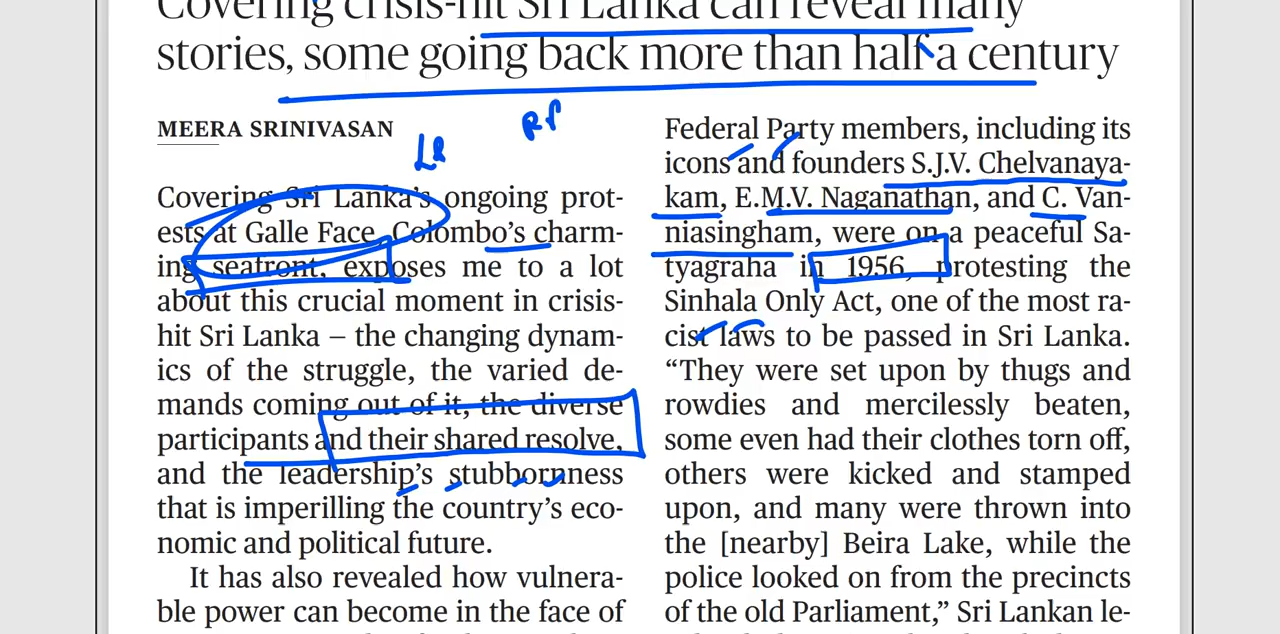 Covering crisis-hit Sri Lanka can reveal many
stories, some going back more than half a century
MEERA SRINIVASAN
Covering Sri Lanka's ongoing prot-
ests at Galle Face, Colombo's charm-
ing seafront, exposes me to a lot
about this crucial moment in crisis-
hit Sri Lanka – the changing dynam-
ics of the struggle, the varied de-
mands coming out of it, the diverse
participants and their shared resolve,
and the leadership's stubbornness
that is imperilling the country's eco-
nomic and political future.
It has also revealed how vulnera-
ble power can become in the face of
Federal Party members, including its
icons and founders S.J.V. Chelvanaya-
kam, E.M.V. Naganathan, and C. Van-
niasingham, were on a peaceful Sa-
tyagraha in 1956, protesting the
Sinhala Only Act, one of the most ra-
cist laws to be passed in Sri Lanka.
“They were set upon by thugs and
rowdies and mercilessly beaten,
some even had their clothes torn off,
others were kicked and stamped
upon, and many were thrown into
the [nearby] Beira Lake, while the
police looked on from the precincts
of the old Parliament,” Sri Lankan le-